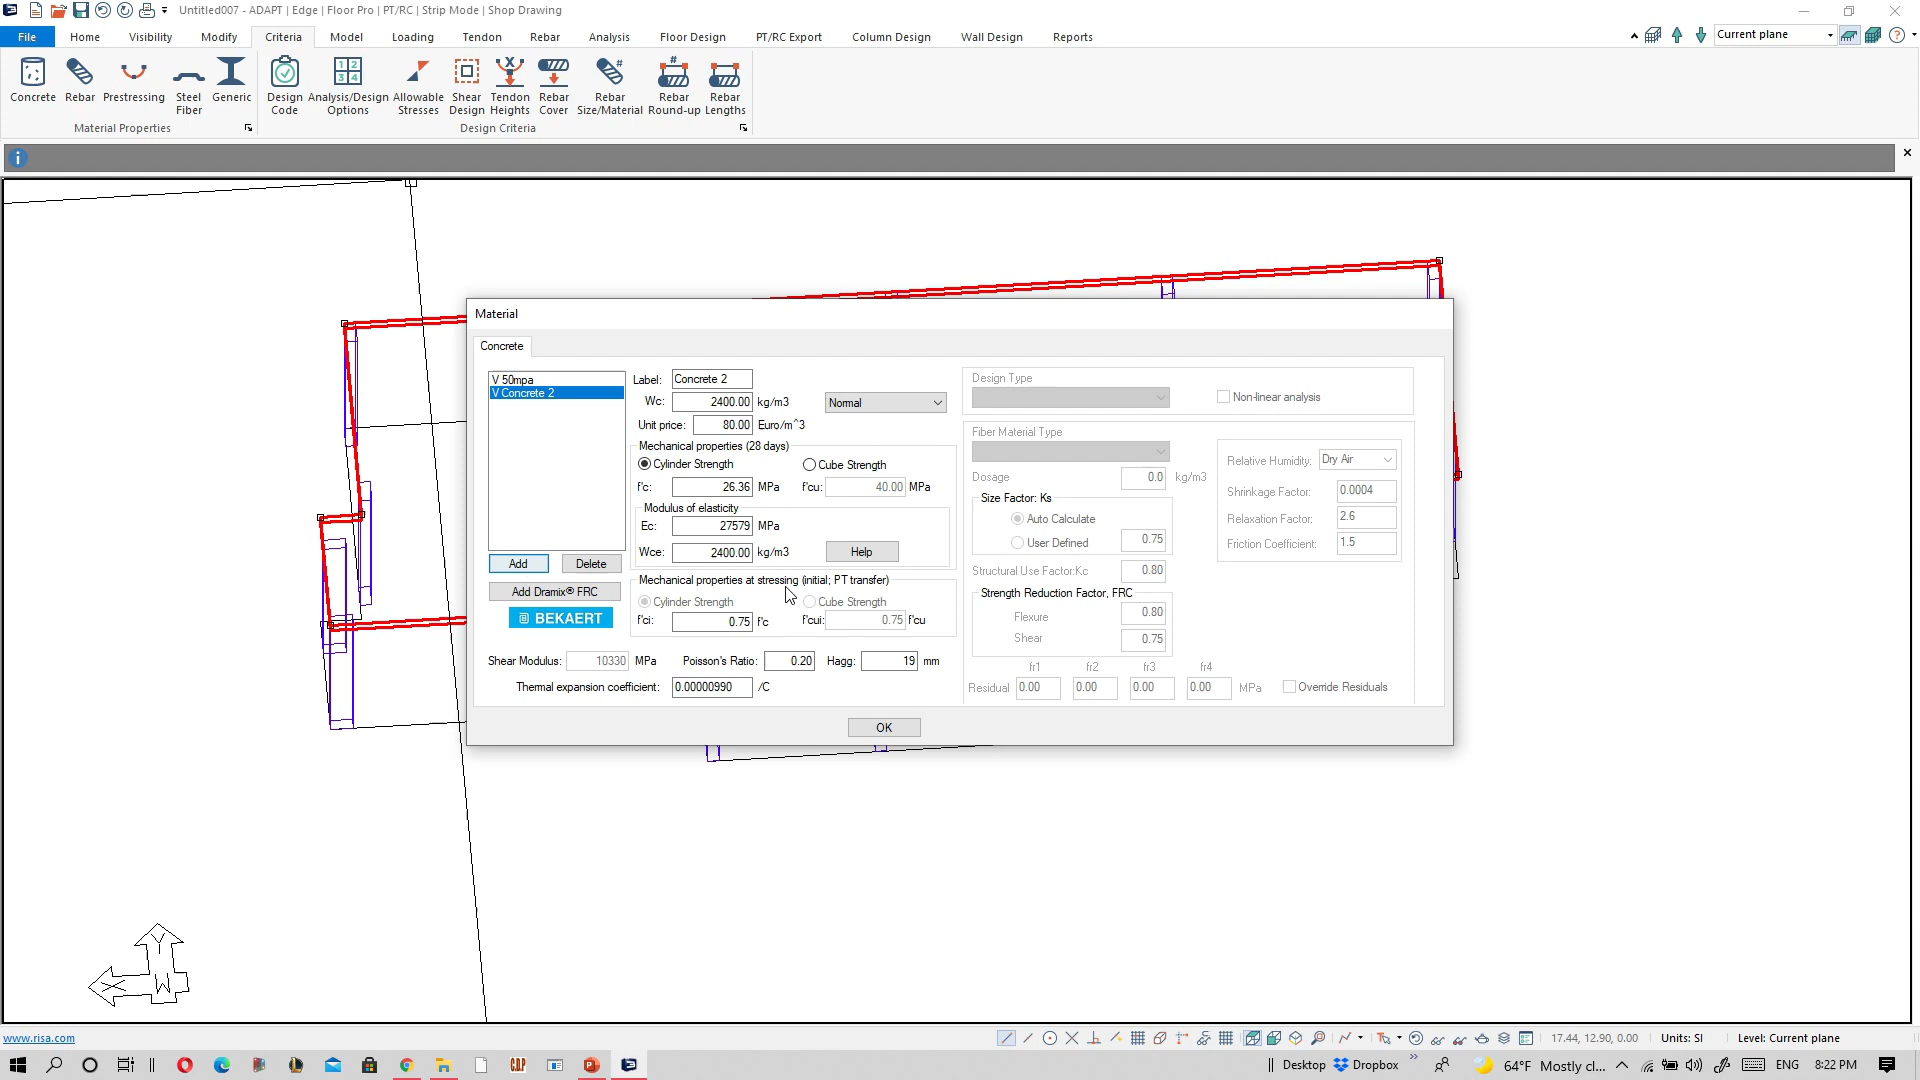 Untitled007 - ADAPT | Edge | Floor Pro | PT/RC | Strip Mode | Shop Drawing
File Home Visibility Modify Criteria Model Loading Tendon Rebar Analysis Floor Design PT/RC Export Column Design Wall Design Reports
Current plane
Concrete Rebar Prestressing Steel Fiber Generic Design Code Analysis/Design Options Allowable Stresses Shear Design Tendon Heights Rebar Cover Rebar Size/Material Rebar Round-up Rebar Lengths
Material Properties Design Criteria
Material
Concrete
V 50mpa
V Concrete 2
Label: Concrete 2
Wc: 2400.00 kg/m3 Normal
Unit price: 80.00 Euro/m^3
Mechanical properties (28 days)
Cylinder Strength Cube Strength
f'c: 26.36 MPa f'cu: 40.00 MPa
Modulus of elasticity
Ec: 27579 MPa
Wce: 2400.00 kg/m3 Help
Add Delete
Add Dramix® FRC
BEKAERT
Mechanical properties at stressing (initial; PT transfer)
Cylinder Strength Cube Strength
f'ci: 0.75 f'c f'cui: 0.75 f'cu
Shear Modulus: 10330 MPa Poisson's Ratio: 0.20 Hagg: 19 mm
Thermal expansion coefficient: 0.00000990 /C
Design Type
Non-linear analysis
Fiber Material Type
Dosage 0.0 kg/m3
Size Factor: Ks
Auto Calculate
User Defined 0.75
Structural Use Factor:Kc 0.80
Strength Reduction Factor, FRC
Flexure 0.80
Shear 0.75
fr1 fr2 fr3 fr4
Residual 0.00 0.00 0.00 0.00 MPa Override Residuals
Relative Humidity: Dry Air
Shrinkage Factor: 0.0004
Relaxation Factor: 2.6
Friction Coefficient: 1.5
OK
Y
X
W
www.risa.com
17.44, 12.90, 0.00 Units: SI Level: Current plane
Desktop Dropbox 64°F Mostly cl... ENG 8:22 PM